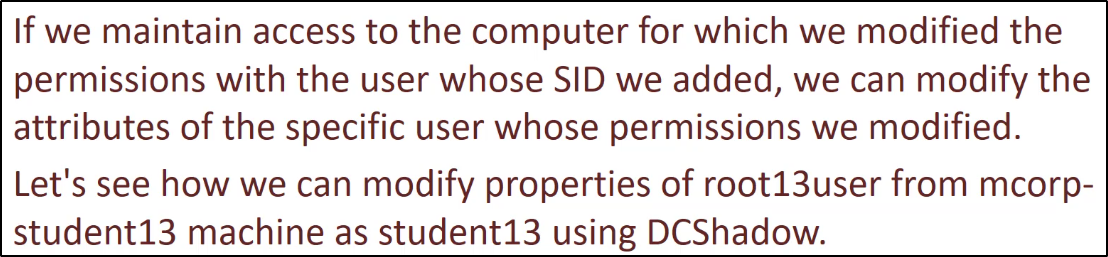 If we maintain access to the computer for which we modified the
permissions with the user whose SID we added, we can modify the
attributes of the specific user whose permissions we modified.
Let's see how we can modify properties of root13user from mcorp-
student13 machine as student13 using DCShadow.